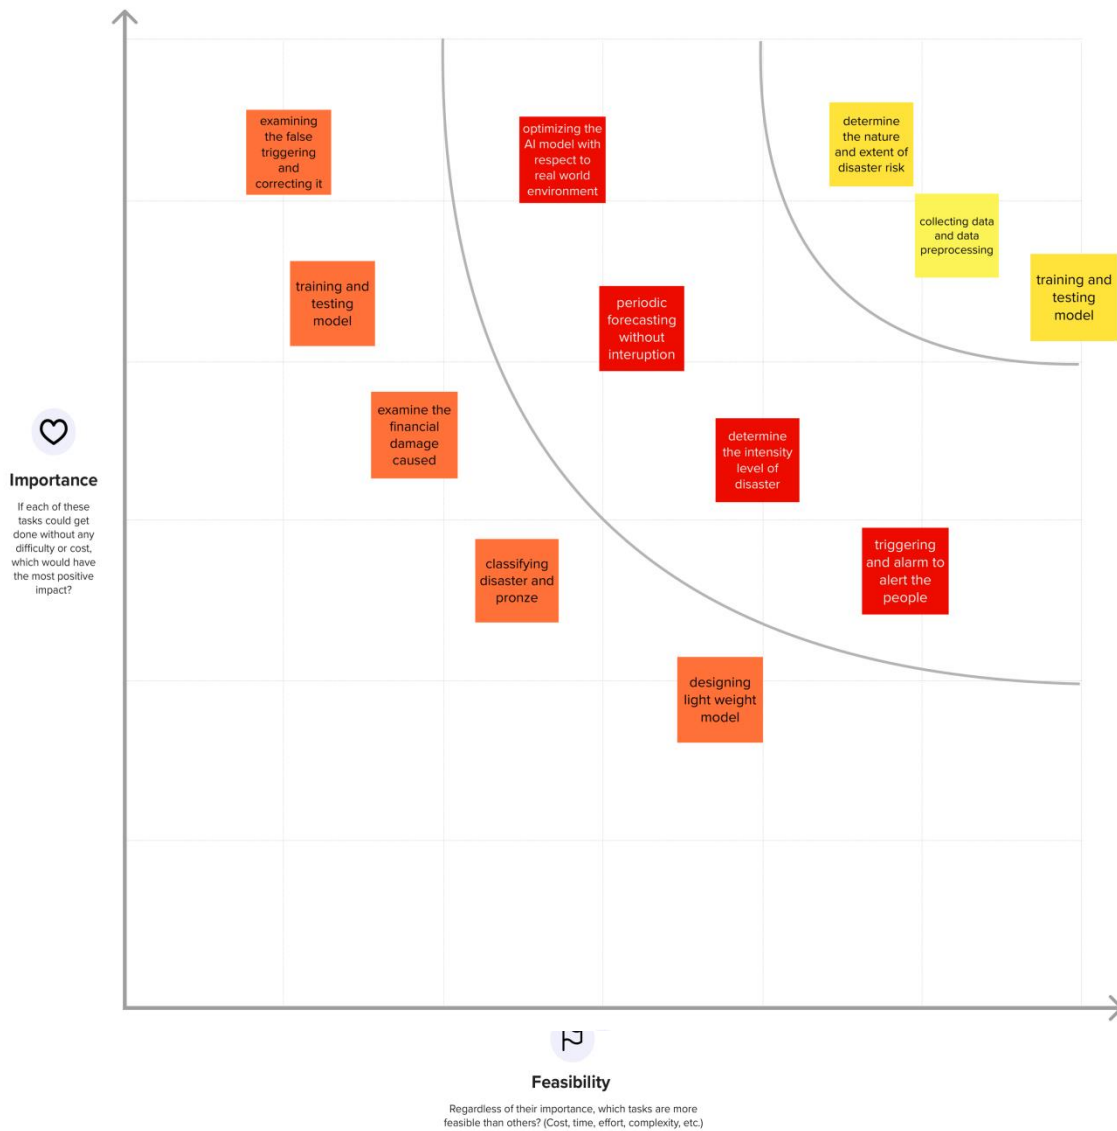 examining
the false
triggering
and
correcting it
optimizing the
AI model with
respect to
real world
environment
determine
the nature
and extent of
disaster risk
collecting data
and data
preprocessing
training and
testing
model
training and
testing
model
periodic
forecasting
without
interuption
examine the
financial
damage
caused
determine
the intensity
level of
disaster
classifying
disaster and
pronze
triggering
and alarm to
alert the
people
designing
light weight
model
Importance
If each of these
tasks could get
done without any
difficulty or cost,
which would have
the most positive
impact?
Feasibility
Regardless of their importance, which tasks are more
feasible than others? (Cost, time, effort, complexity, etc.)